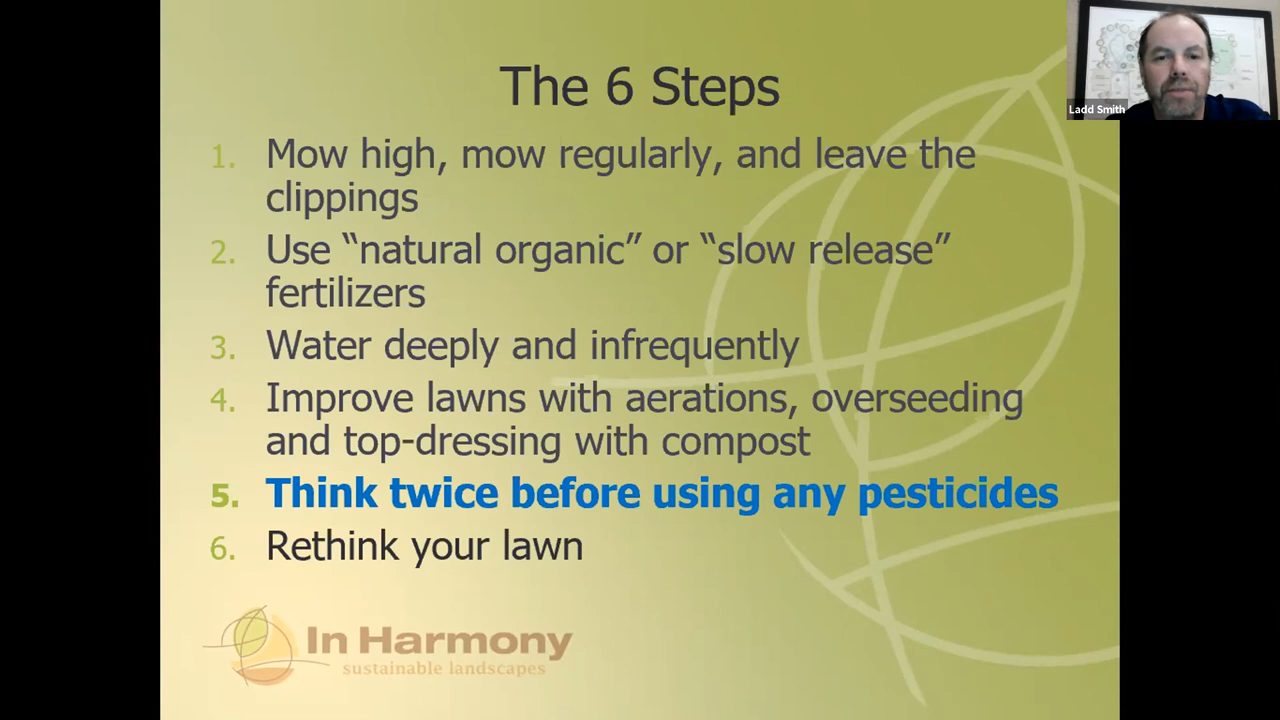 The 6 Steps
1. Mow high, mow regularly, and leave the
clippings
2. Use “natural organic” or “slow release”
fertilizers
3. Water deeply and infrequently
4. Improve lawns with aerations, overseeding
and top-dressing with compost
5. Think twice before using any pesticides
6. Rethink your lawn
In Harmony
sustainable landscapes
Ladd Smith